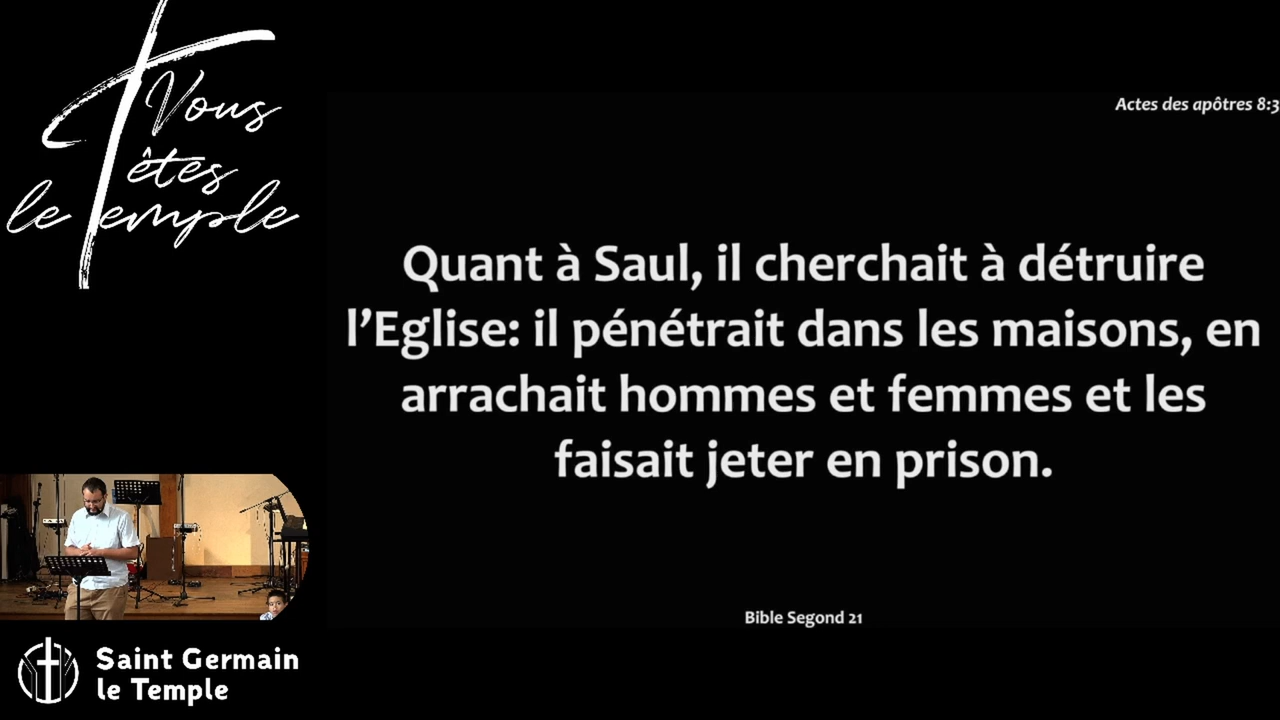 Vous
êtes
le Temple
Actes des apôtres 8:3
Quant à Saul, il cherchait à détruire
l’Eglise: il pénétrait dans les maisons, en
arrachait hommes et femmes et les
faisait jeter en prison.
Bible Segond 21
Saint Germain
le Temple